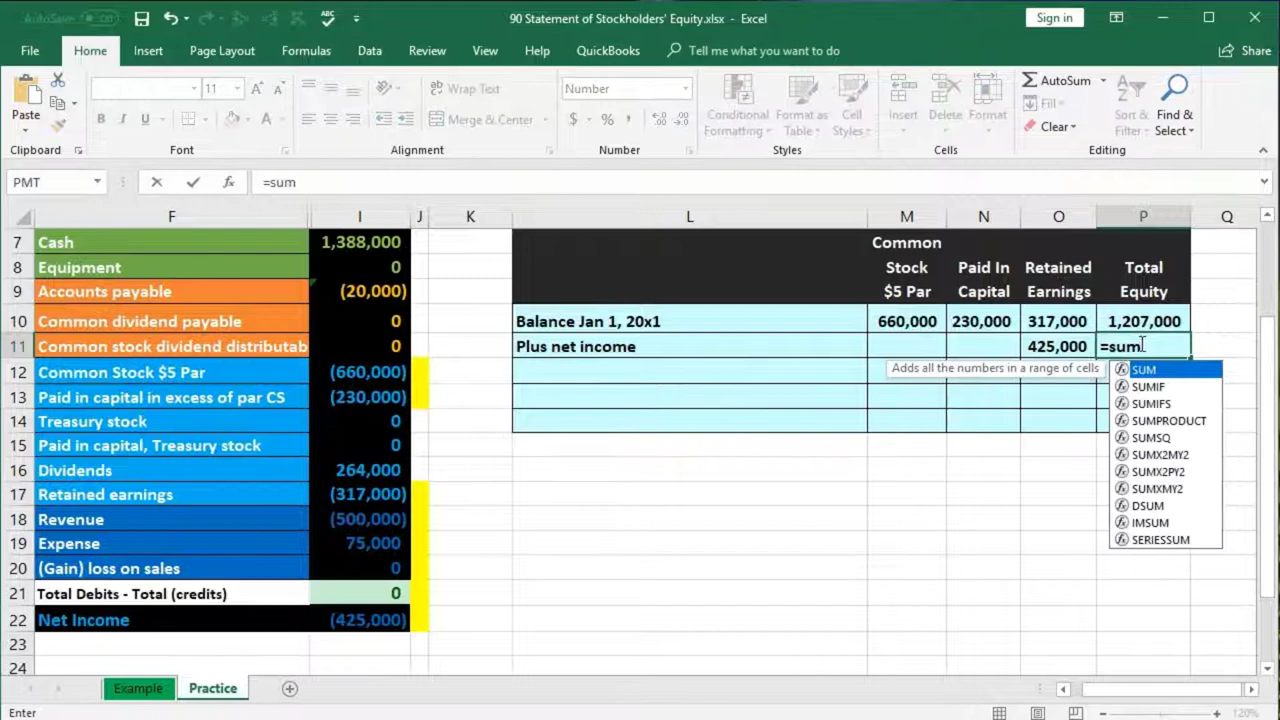 AutoSave Off
90 Statement of Stockholders' Equity.xlsx - Excel
Sign in
File Home Insert Page Layout Formulas Data Review View Help QuickBooks Tell me what you want to do Share
Paste
Clipboard
11 A A
B I U A
Font
ab Wrap Text
Merge & Center
Alignment
Number
$ % ,
Number
Conditional Formatting
Format as Table
Cell Styles
Styles
Insert Delete Format
Cells
AutoSum
Fill
Clear
Sort & Filter
Find & Select
Editing
PMT fx =sum
F I J K L M N O P Q
7 Cash 1,388,000
8 Equipment 0
9 Accounts payable (20,000)
10 Common dividend payable 0
11 Common stock dividend distributab 0
12 Common Stock $5 Par (660,000)
13 Paid in capital in excess of par CS (230,000)
14 Treasury stock 0
15 Paid in capital, Treasury stock 0
16 Dividends 264,000
17 Retained earnings (317,000)
18 Revenue (500,000)
19 Expense 75,000
20 (Gain) loss on sales 0
21 Total Debits - Total (credits) 0
22 Net Income (425,000)
23
24
Common
Stock Paid In Retained Total
$5 Par Capital Earnings Equity
Balance Jan 1, 20x1 660,000 230,000 317,000 1,207,000
Plus net income 425,000 =sum
Adds all the numbers in a range of cells
SUM
SUMIF
SUMIFS
SUMPRODUCT
SUMSQ
SUMX2MY2
SUMX2PY2
SUMXMY2
DSUM
IMSUM
SERIESSUM
Example Practice
Enter
120%